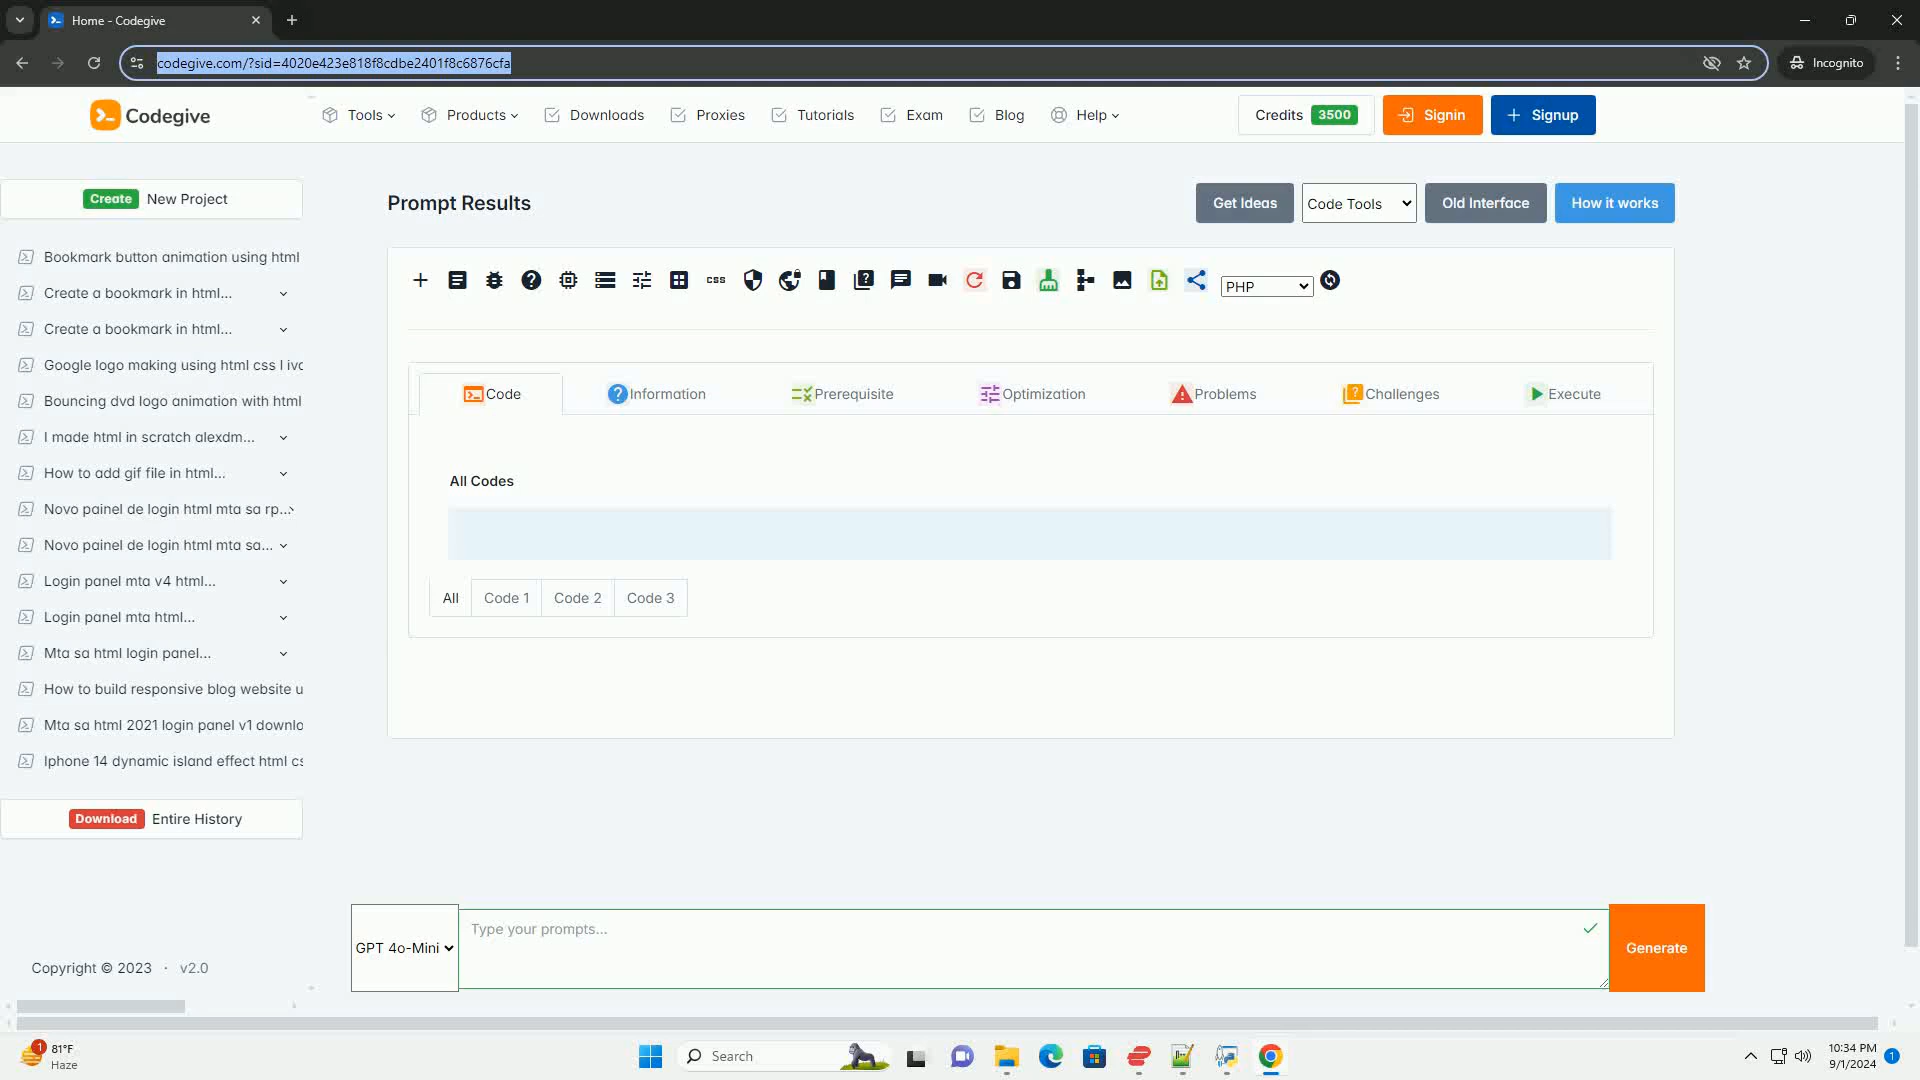 Home - Codegive
codegive.com/?sid=4020e423e818f8cdbe2401f8c6876cfa
Incognito
Codegive
Tools
Products
Downloads
Proxies
Tutorials
Exam
Blog
Help
Credits 3500
Signin
Signup
Create New Project
Bookmark button animation using html
Create a bookmark in html...
Create a bookmark in html...
Google logo making using html css l ivo
Bouncing dvd logo animation with html
I made html in scratch alexdm...
How to add gif file in html...
Novo painel de login html mta sa rp...
Novo painel de login html mta sa...
Login panel mta v4 html...
Login panel mta html...
Mta sa html login panel...
How to build responsive blog website u
Mta sa html 2021 login panel v1 downlo
Iphone 14 dynamic island effect html cs
Download Entire History
Copyright © 2023 · v2.0
Prompt Results
Get Ideas
Code Tools
Old Interface
How it works
css
PHP
Code
Information
Prerequisite
Optimization
Problems
Challenges
Execute
All Codes
All
Code 1
Code 2
Code 3
GPT 4o-Mini
Type your prompts...
Generate
1
81°F
Haze
Search
10:34 PM
9/1/2024
1